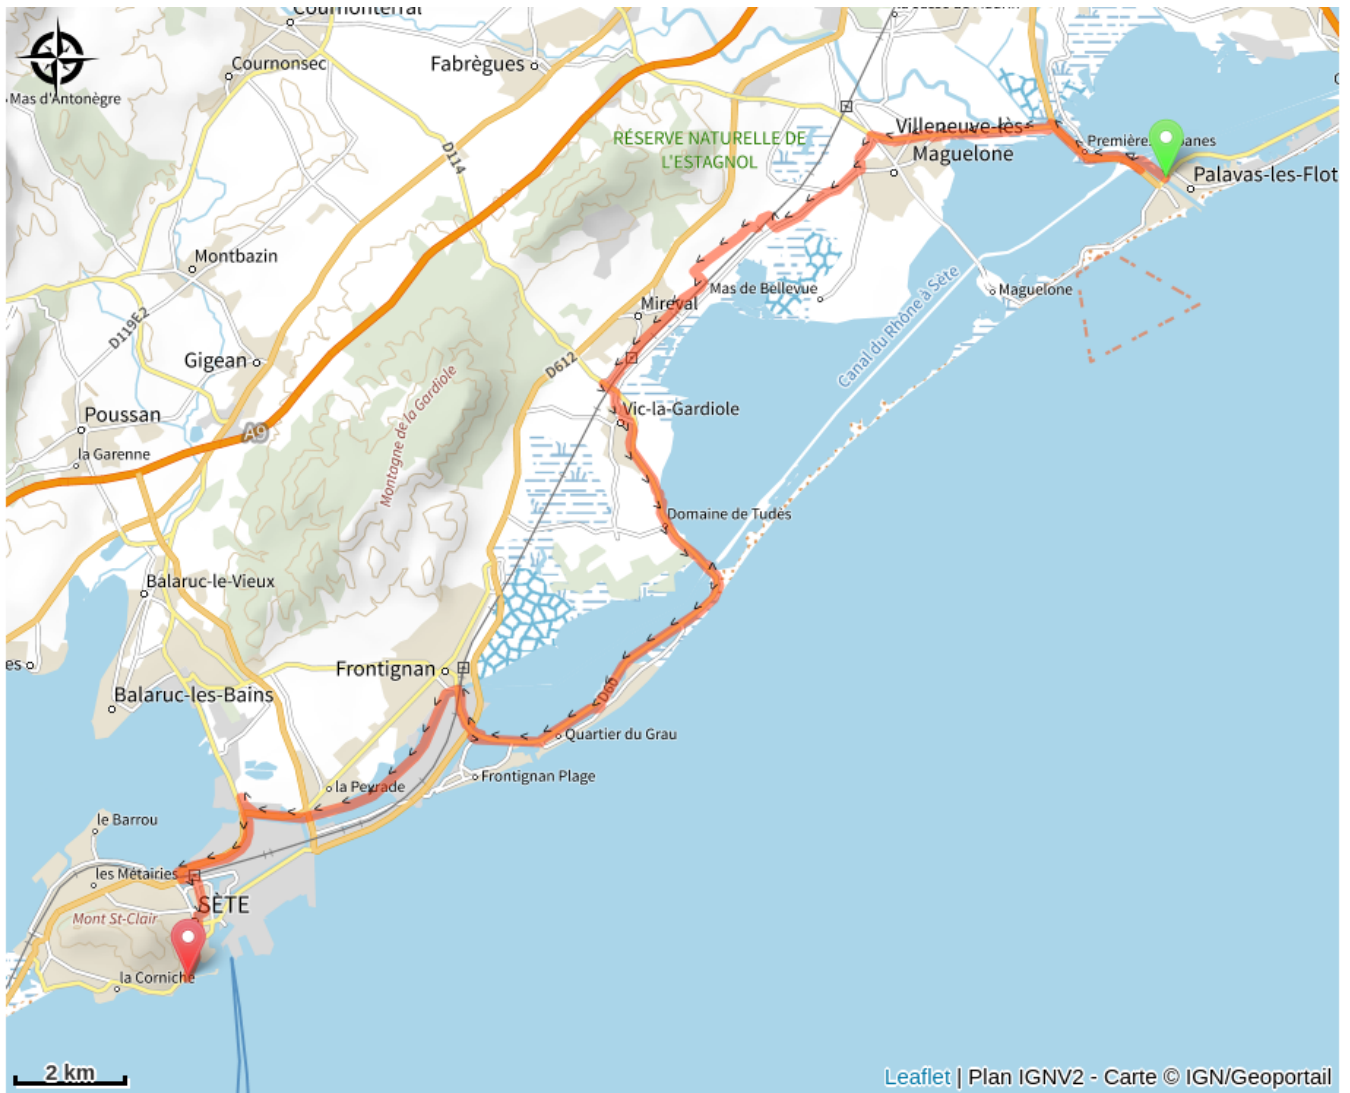 Cournonterral
Cournonsec
Fabrègues
Mas d'Antonègre
RÉSERVE NATURELLE DE
L'ESTAGNOL
Villeneuve-lès-
Maguelone
Palavas-les-Flot
D114
Montbazin
Mas de Bellevue
Maguelone
Mireval
Canal du Rhône à Sète
D119E2
Gigean
D612
Montagne de la Gardiole
Poussan
Vic-la-Gardiole
A9
la Garenne
Domaine de Tudès
Balaruc-le-Vieux
es
Frontignan
Balaruc-les-Bains
D60
Quartier du Grau
Frontignan Plage
la Peyrade
le Barrou
les Métairies
SÈTE
Mont St-Clair
la Corniche
2 km
Leaflet | Plan IGNV2 - Carte © IGN/Geoportail